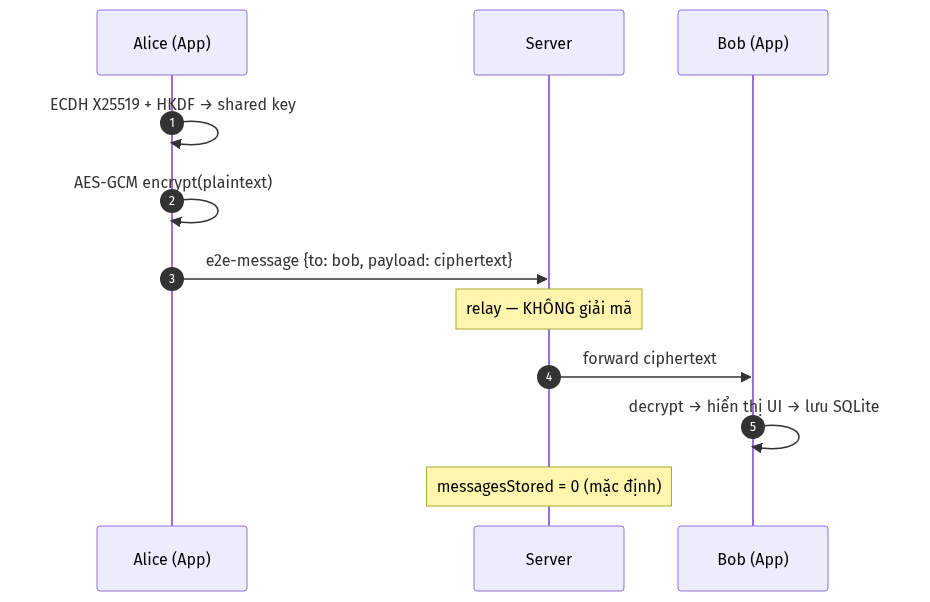 Alice (App)
Server
Bob (App)
ECDH X25519 + HKDF → shared key
1
AES-GCM encrypt(plaintext)
2
e2e-message {to: bob, payload: ciphertext}
3
relay — KHÔNG giải mã
forward ciphertext
4
decrypt → hiển thị UI → lưu SQLite
5
messagesStored = 0 (mặc định)
Alice (App)
Server
Bob (App)